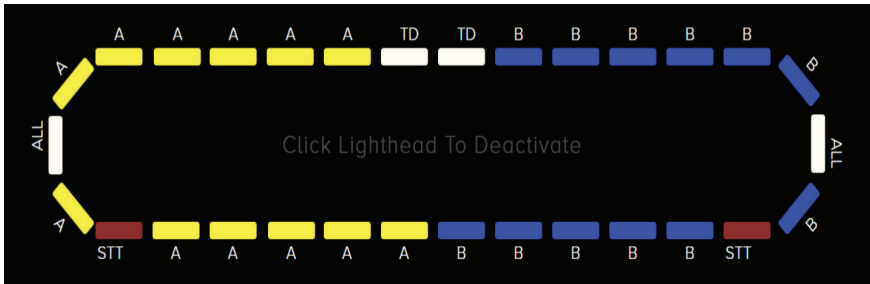 A A A A A TD TD B B B B B
A B
ALL Click Lighthead To Deactivate ALL
A B
STT A A A A A B B B B B STT